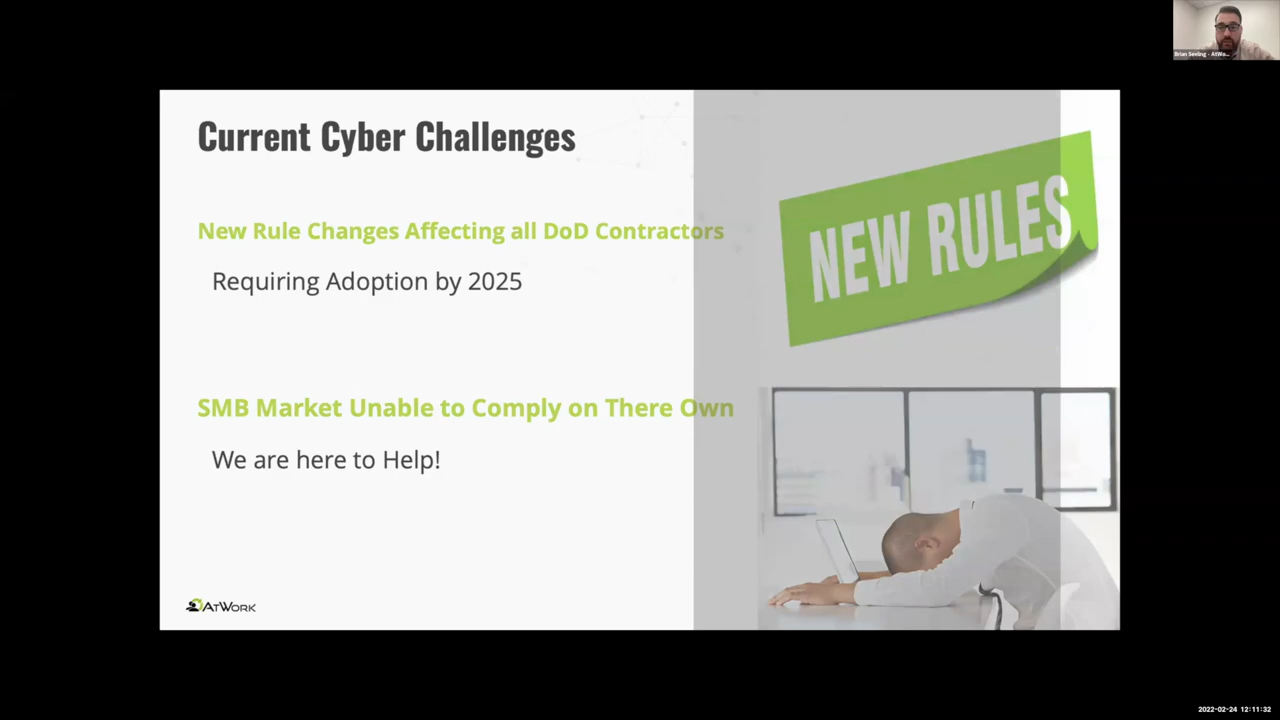 Current Cyber Challenges
New Rule Changes Affecting all DoD Contractors
Requiring Adoption by 2025
SMB Market Unable to Comply on There Own
We are here to Help!
NEW RULES
ATWORK
2022-02-24 12:11:32